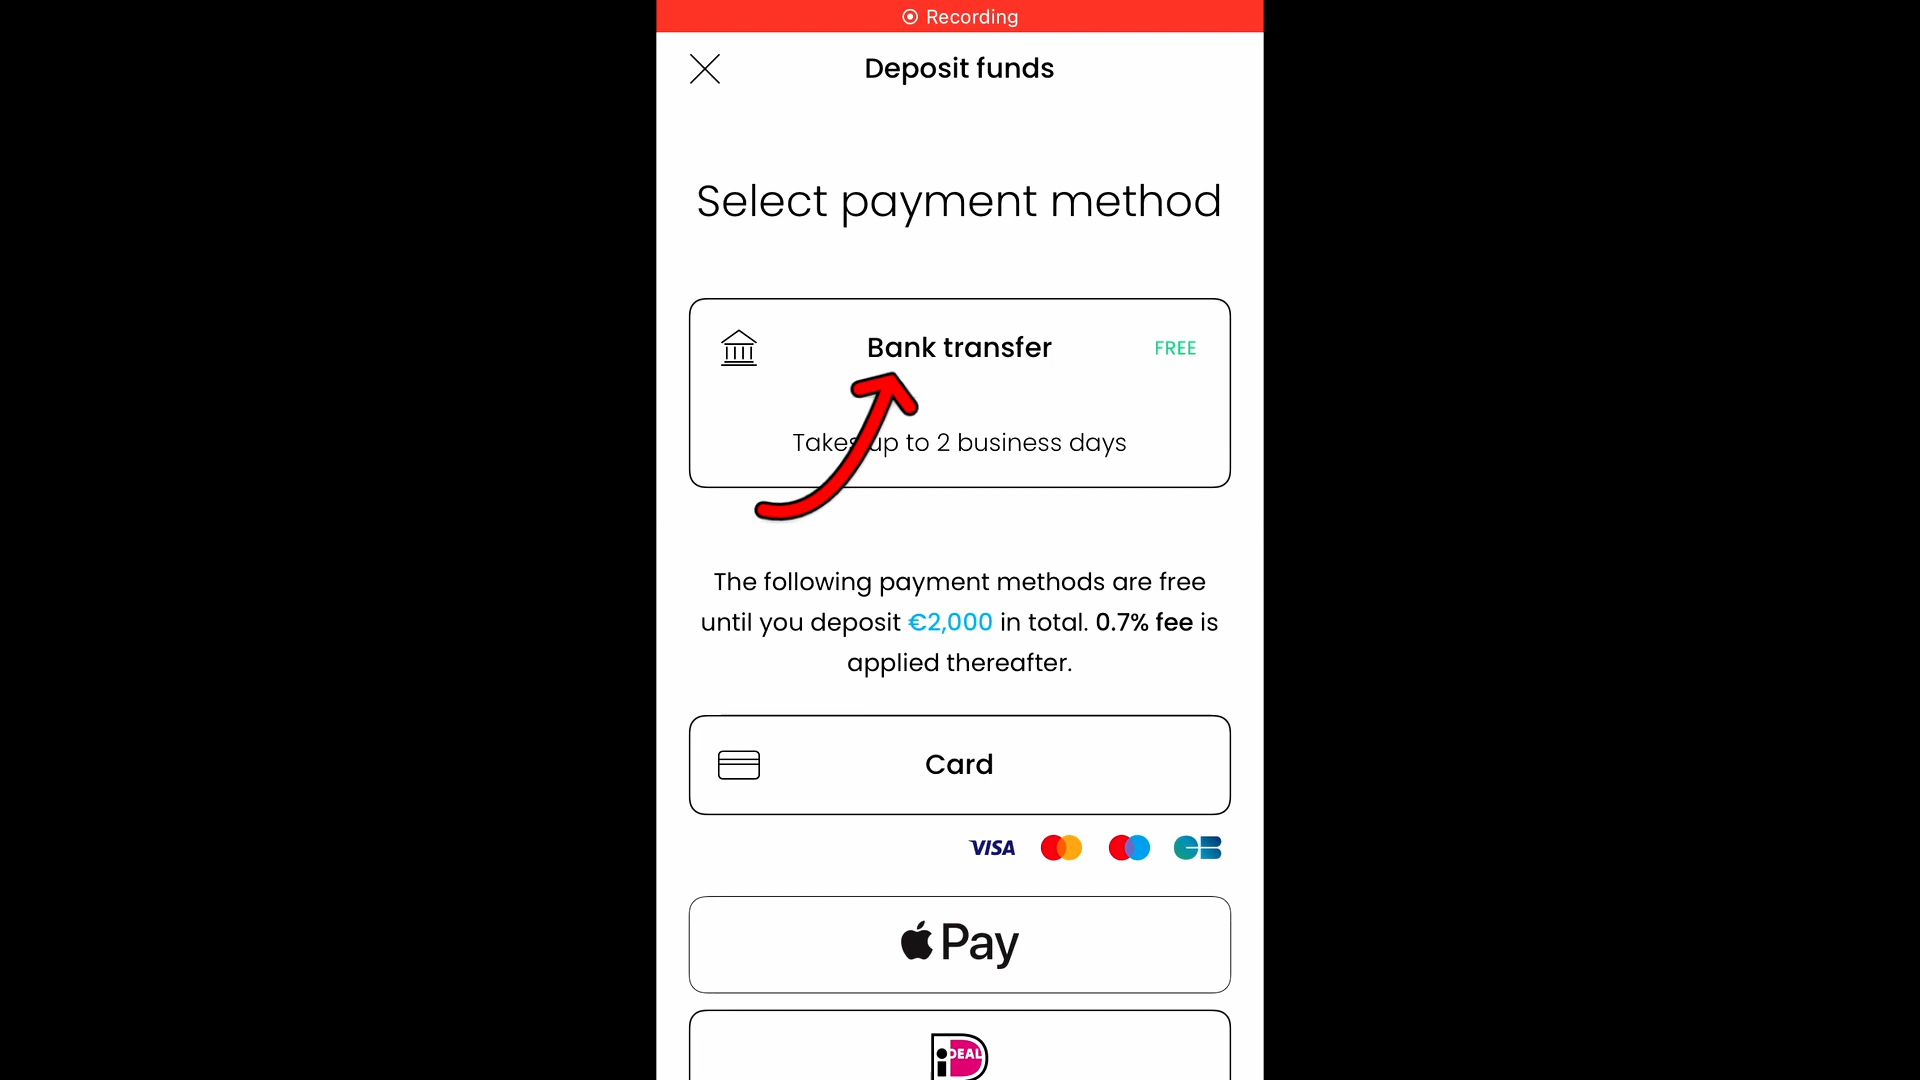 Recording
Deposit funds
Select payment method
Bank transfer
FREE
Takes up to 2 business days
The following payment methods are free
until you deposit €2,000 in total. 0.7% fee is
applied thereafter.
Card
VISA
Pay
iDEAL